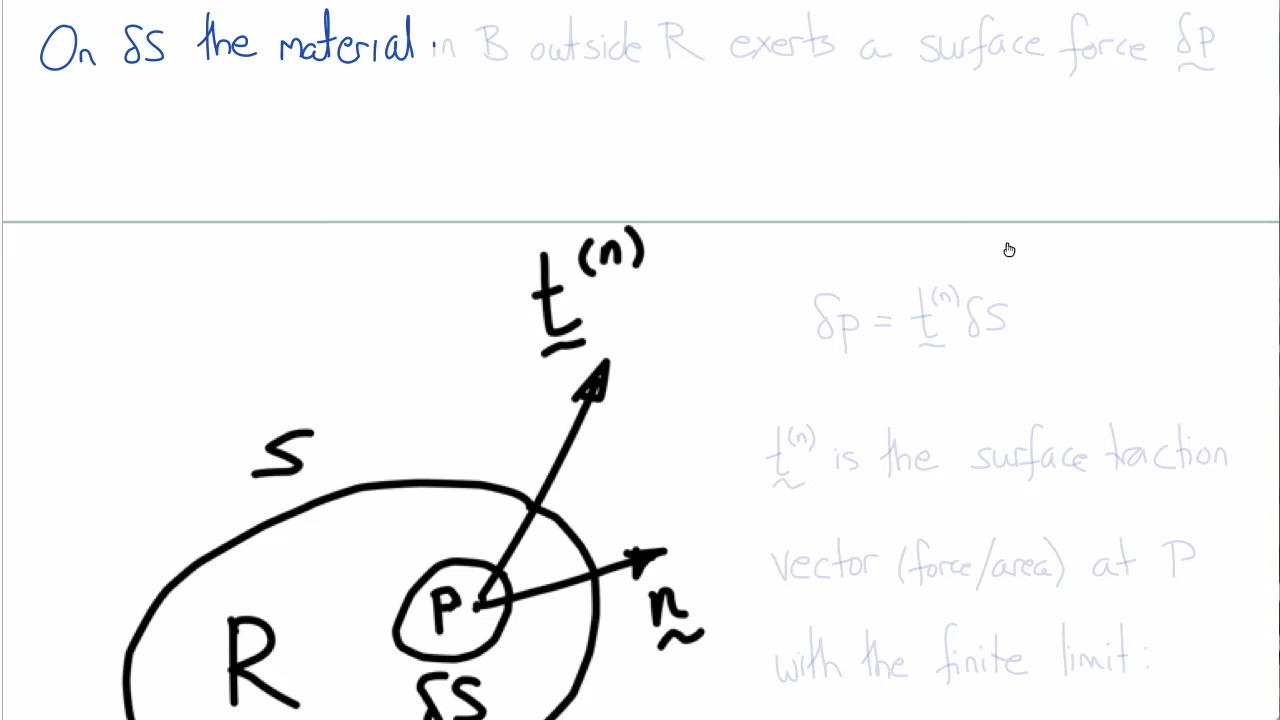 On δS the material in B outside R exerts a surface force δp
t⁽ⁿ⁾
δp = t⁽ⁿ⁾δS
S
t⁽ⁿ⁾ is the surface traction
vector (force/area) at P
P
n
R
with the finite limit:
δS